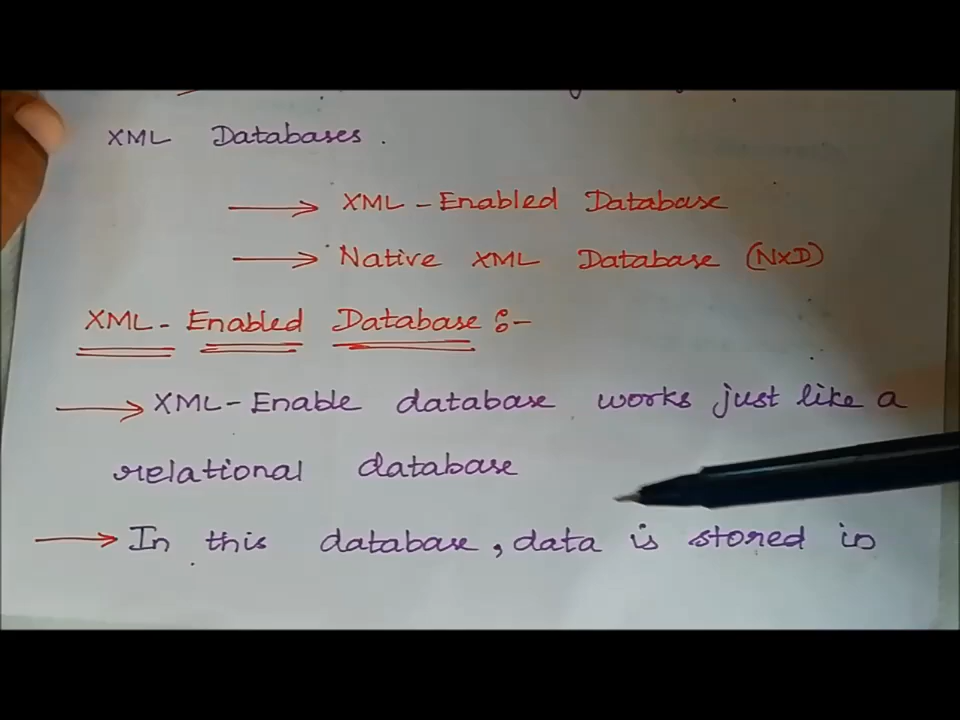 XML Databases.
→ XML-Enabled Database
→ Native XML Database (NXD)
XML-Enabled Database :-
→ XML-Enable database works just like a
relational database
→ In this database, data is stored in